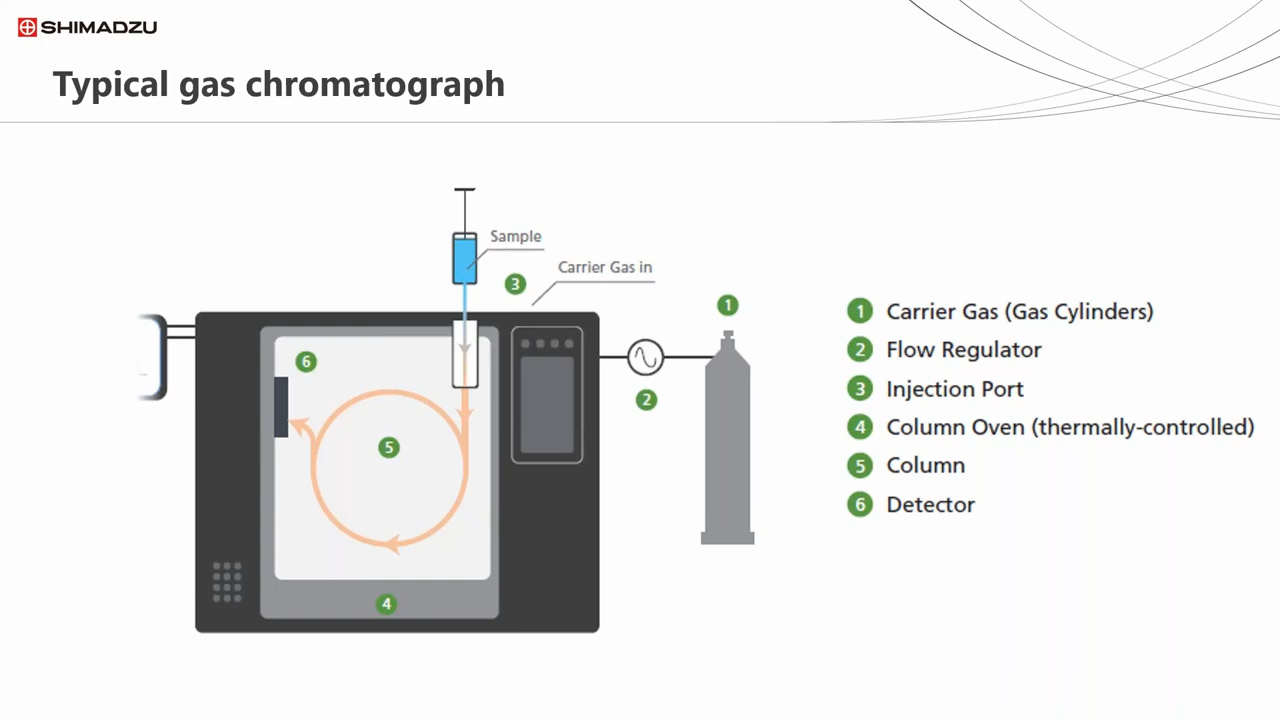 SHIMADZU
Typical gas chromatograph
Sample
Carrier Gas in
3
1
6
2
5
4
1 Carrier Gas (Gas Cylinders)
2 Flow Regulator
3 Injection Port
4 Column Oven (thermally-controlled)
5 Column
6 Detector